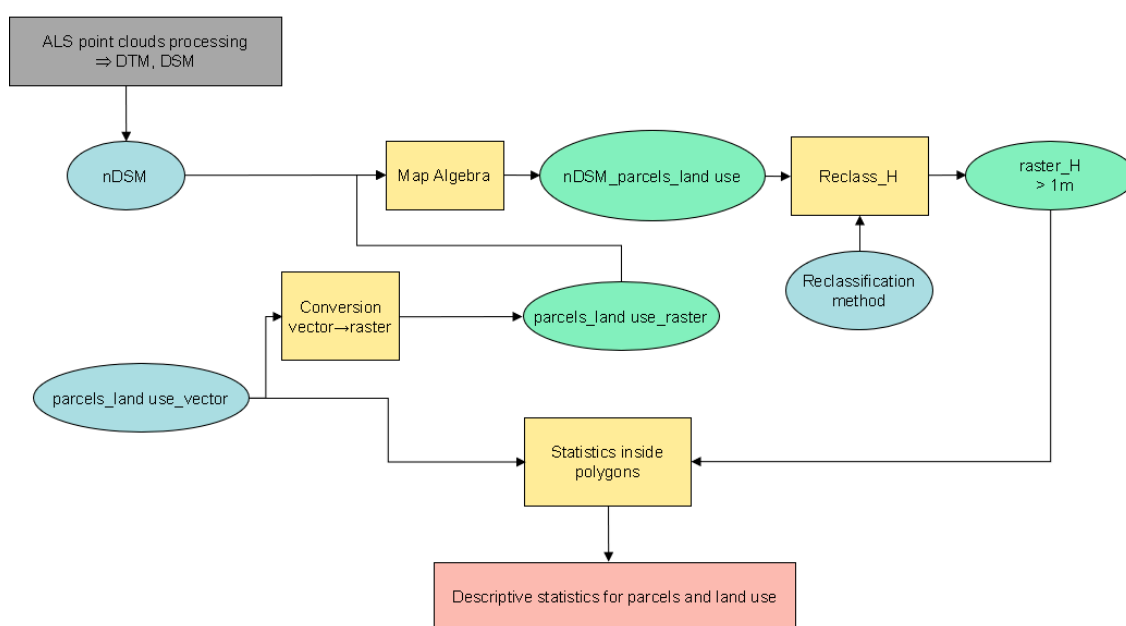 ALS point clouds processing
⇒ DTM, DSM
nDSM
Map Algebra
nDSM_parcels_land use
Reclass_H
raster_H
> 1m
Reclassification
method
Conversion
vector→raster
parcels_land use_raster
parcels_land use_vector
Statistics inside
polygons
Descriptive statistics for parcels and land use